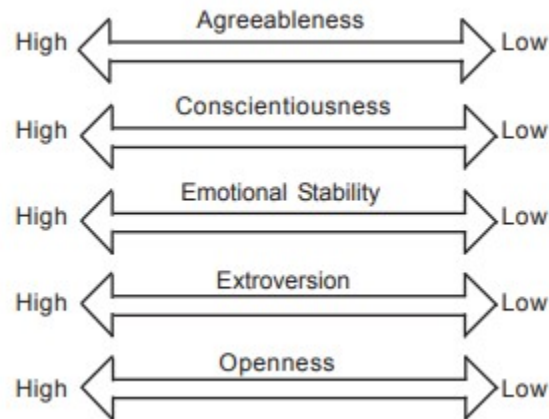 Agreeableness
High Low
Conscientiousness
High Low
Emotional Stability
High Low
Extroversion
High Low
Openness
High Low